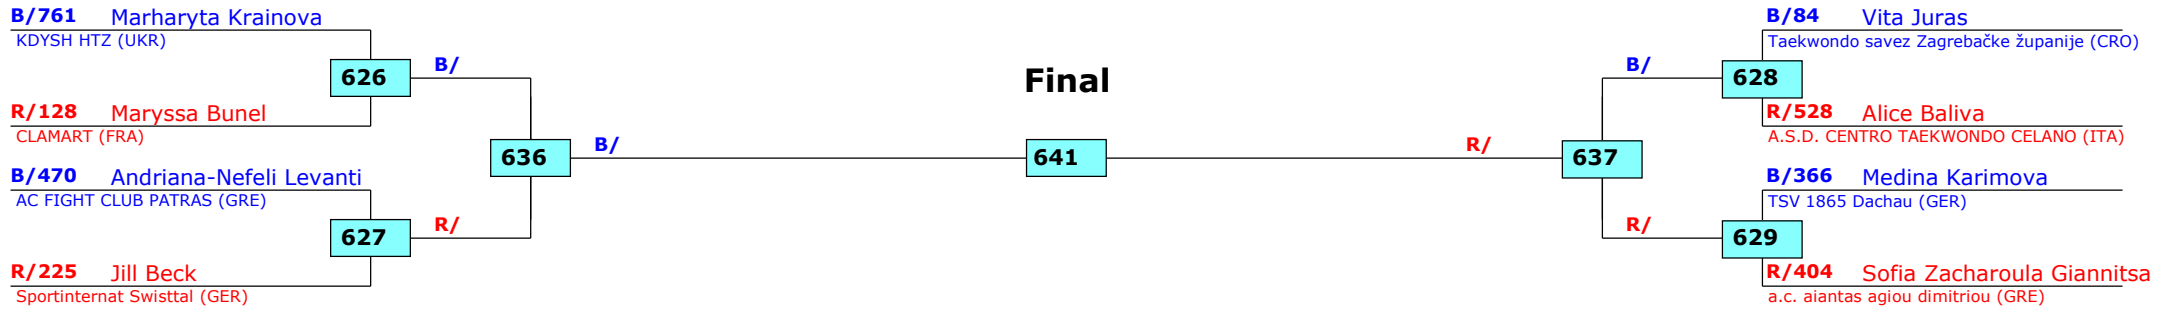 B/761 Marharyta Krainova
KDYSH HTZ (UKR)
626
B/
R/128 Maryssa Bunel
CLAMART (FRA)
636
B/
B/470 Andriana-Nefeli Levanti
AC FIGHT CLUB PATRAS (GRE)
627
R/
R/225 Jill Beck
Sportinternat Swisttal (GER)
Final
641
B/84 Vita Juras
Taekwondo savez Zagrebačke županije (CRO)
B/
628
R/528 Alice Baliva
A.S.D. CENTRO TAEKWONDO CELANO (ITA)
R/
637
B/366 Medina Karimova
TSV 1865 Dachau (GER)
R/
629
R/404 Sofia Zacharoula Giannitsa
a.c. aiantas agiou dimitriou (GRE)